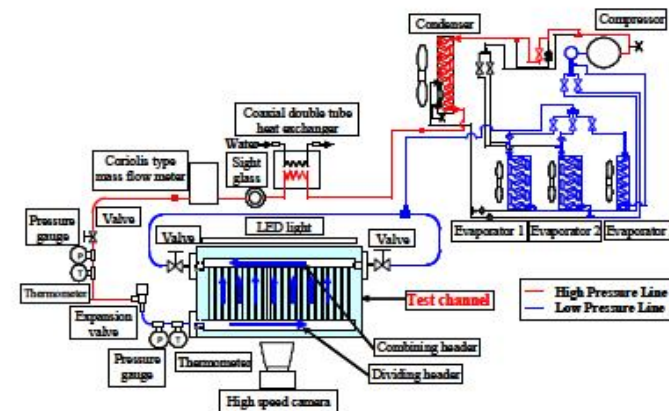 Condenser
Compressor
Coaxial double tube
heat exchanger
Water
Coriolis type
mass flow meter
Sight
glass
Pressure
gauge
Valve
LED light
Valve
Valve
Evaporator 1
Evaporator 2
Evaporator
P
T
Thermometer
Test channel
High Pressure Line
Low Pressure Line
Expansion
valve
P
T
Combining header
Pressure
gauge
Thermometer
Dividing header
High speed camera